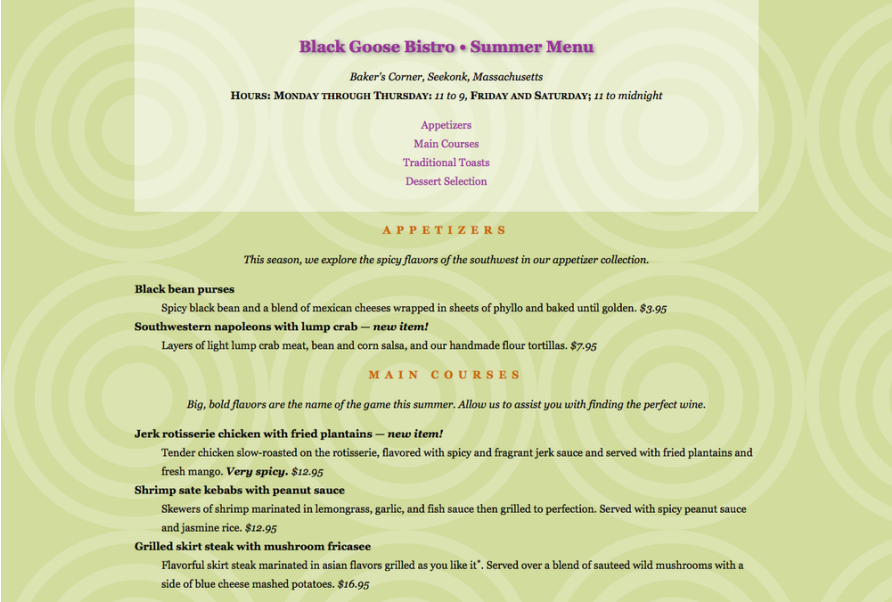 Black Goose Bistro • Summer Menu
Baker's Corner, Seekonk, Massachusetts
Hours: Monday through Thursday: 11 to 9, Friday and Saturday; 11 to midnight
Appetizers
Main Courses
Traditional Toasts
Dessert Selection
APPETIZERS
This season, we explore the spicy flavors of the southwest in our appetizer collection.
Black bean purses
Spicy black bean and a blend of mexican cheeses wrapped in sheets of phyllo and baked until golden. $3.95
Southwestern napoleons with lump crab — new item!
Layers of light lump crab meat, bean and corn salsa, and our handmade flour tortillas. $7.95
MAIN COURSES
Big, bold flavors are the name of the game this summer. Allow us to assist you with finding the perfect wine.
Jerk rotisserie chicken with fried plantains — new item!
Tender chicken slow-roasted on the rotisserie, flavored with spicy and fragrant jerk sauce and served with fried plantains and
fresh mango. Very spicy. $12.95
Shrimp sate kebabs with peanut sauce
Skewers of shrimp marinated in lemongrass, garlic, and fish sauce then grilled to perfection. Served with spicy peanut sauce
and jasmine rice. $12.95
Grilled skirt steak with mushroom fricasee
Flavorful skirt steak marinated in asian flavors grilled as you like it*. Served over a blend of sauteed wild mushrooms with a
side of blue cheese mashed potatoes. $16.95